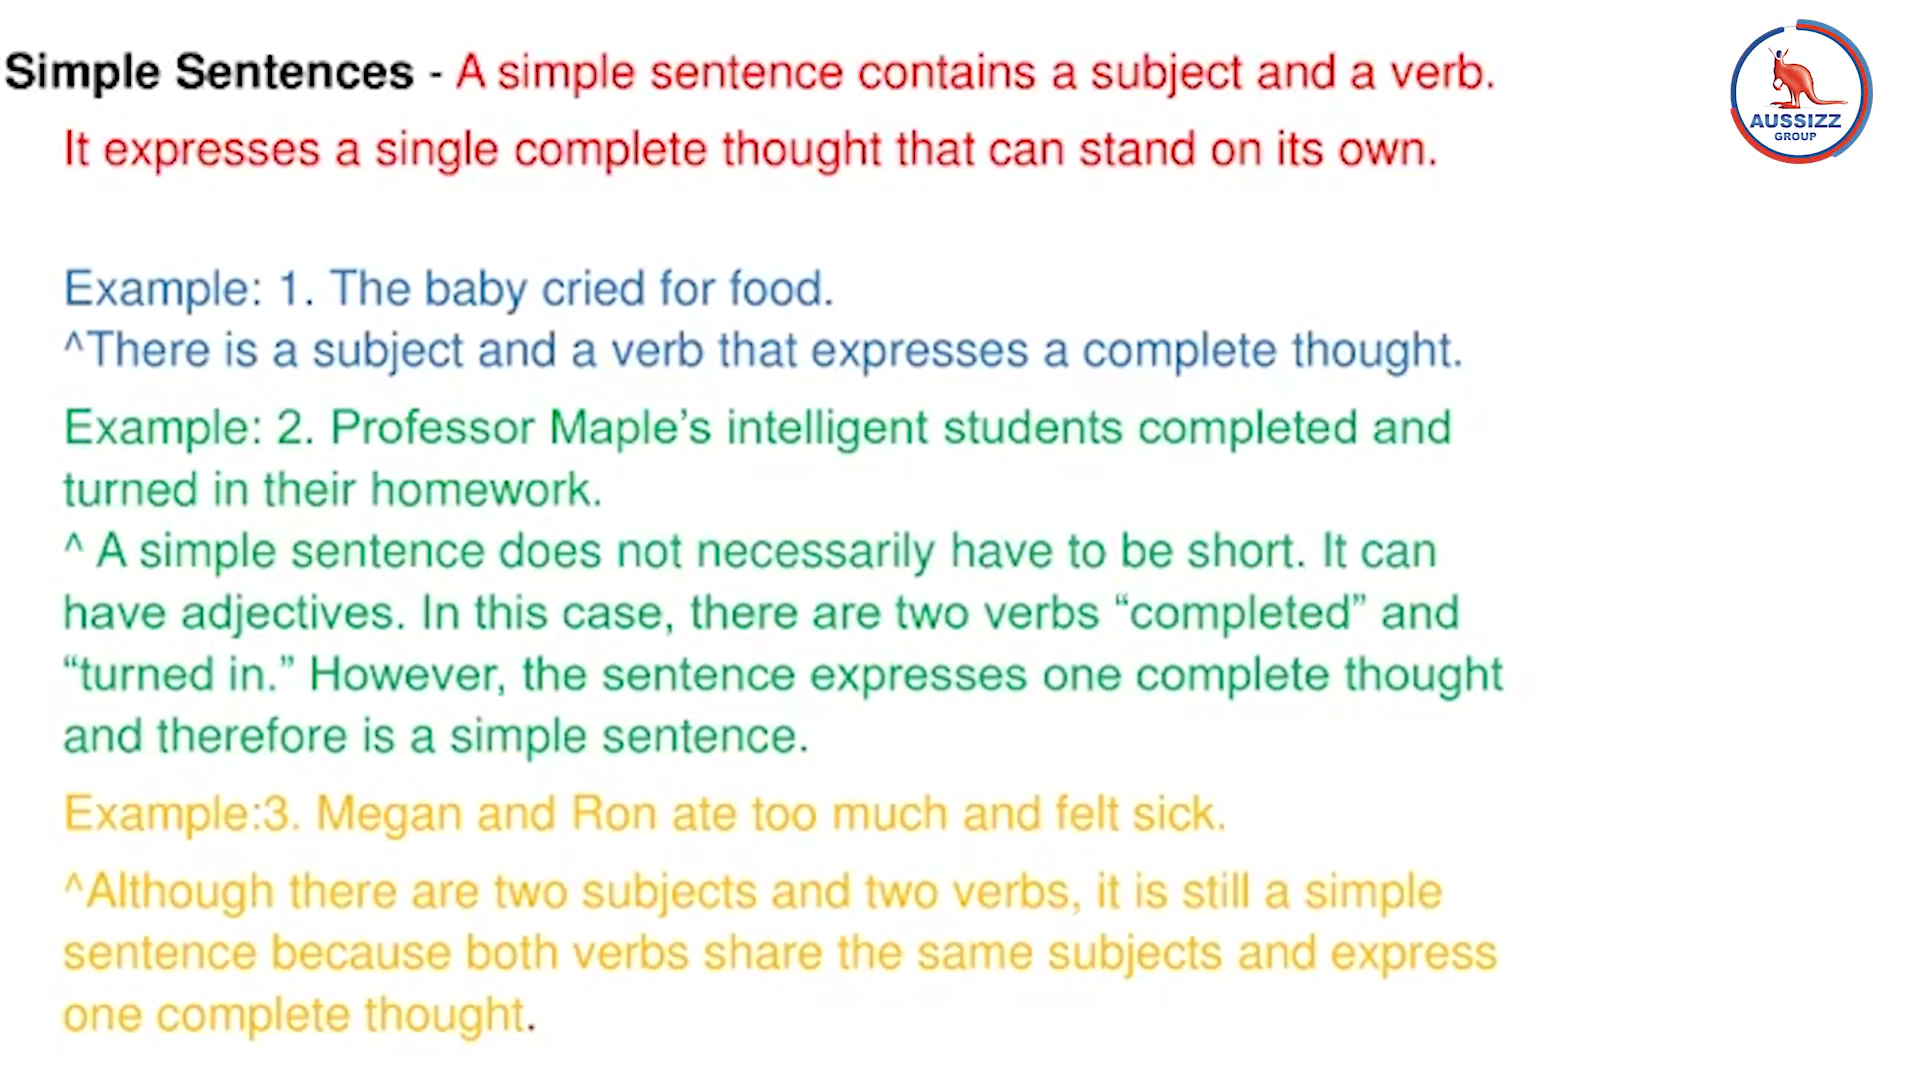 Simple Sentences - A simple sentence contains a subject and a verb.
It expresses a single complete thought that can stand on its own.
AUSSIZZ
GROUP
Example: 1. The baby cried for food.
^There is a subject and a verb that expresses a complete thought.
Example: 2. Professor Maple’s intelligent students completed and
turned in their homework.
^ A simple sentence does not necessarily have to be short. It can
have adjectives. In this case, there are two verbs “completed” and
“turned in.” However, the sentence expresses one complete thought
and therefore is a simple sentence.
Example:3. Megan and Ron ate too much and felt sick.
^Although there are two subjects and two verbs, it is still a simple
sentence because both verbs share the same subjects and express
one complete thought.